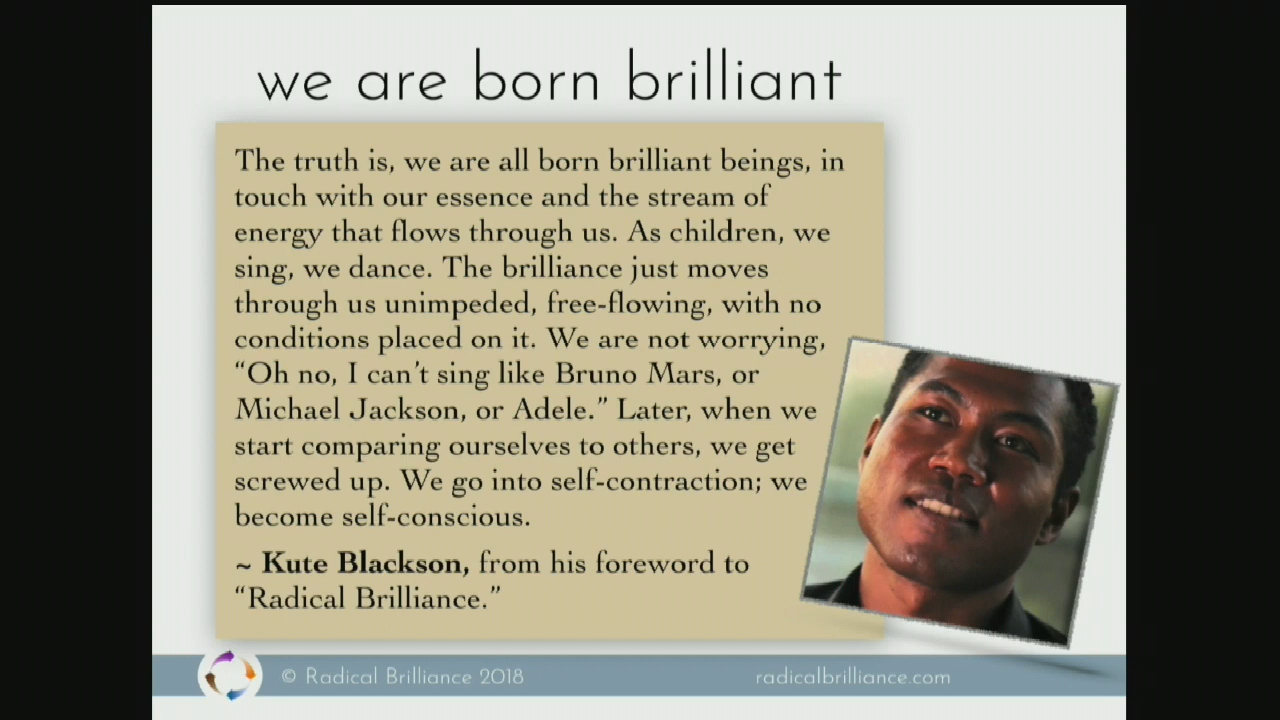 we are born brilliant
The truth is, we are all born brilliant beings, in
touch with our essence and the stream of
energy that flows through us. As children, we
sing, we dance. The brilliance just moves
through us unimpeded, free-flowing, with no
conditions placed on it. We are not worrying,
“Oh no, I can’t sing like Bruno Mars, or
Michael Jackson, or Adele.” Later, when we
start comparing ourselves to others, we get
screwed up. We go into self-contraction; we
become self-conscious.
~ Kute Blackson, from his foreword to
“Radical Brilliance.”
© Radical Brilliance 2018 radicalbrilliance.com